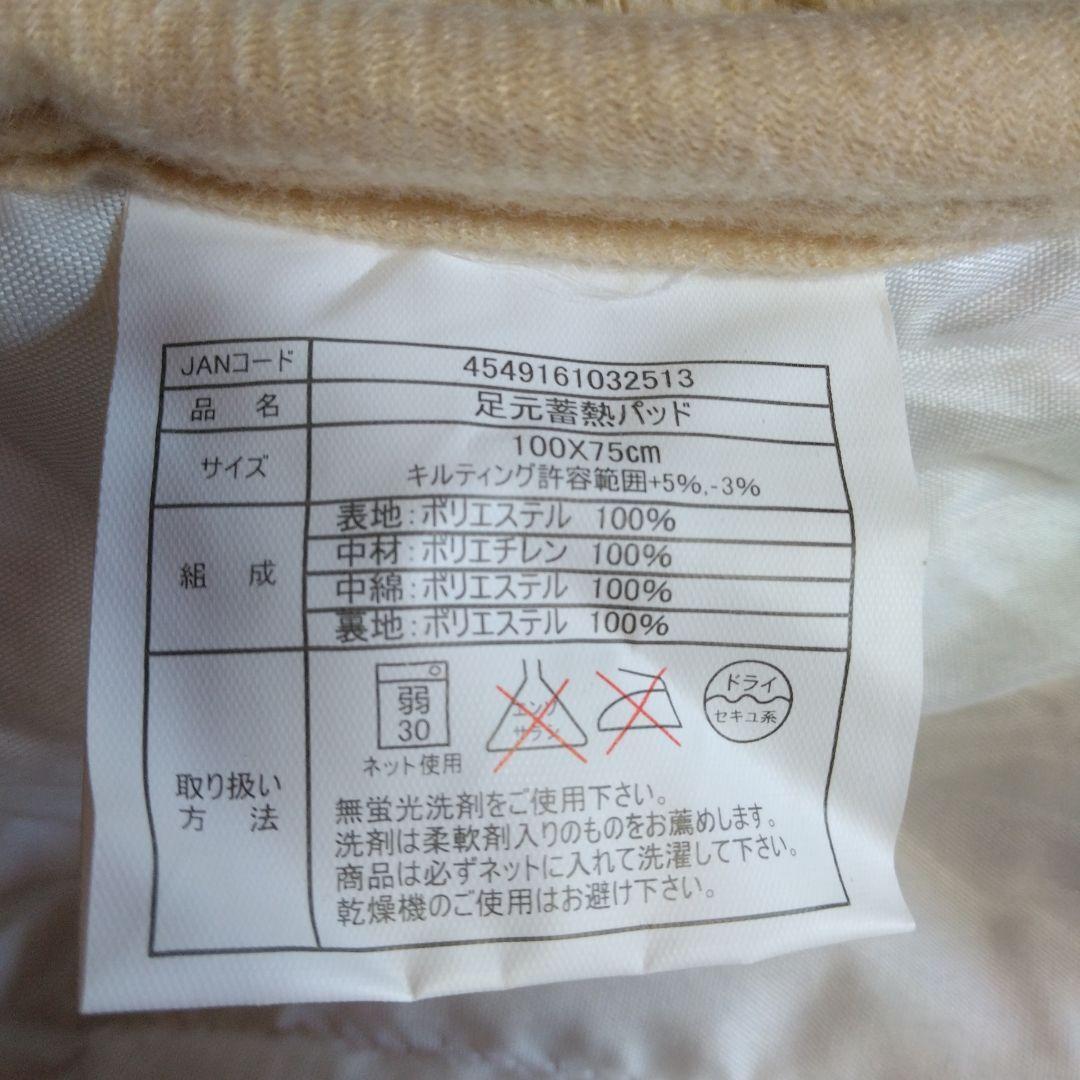 JANコード 4549161032513
品 名 足元蓄熱パッド
サイズ 100X75cm
キルティング許容範囲+5%,-3%
組 成 表地:ポリエステル 100%
中材:ポリエチレン 100%
中綿:ポリエステル 100%
裏地:ポリエステル 100%
取り扱い
方 法
弱
30
ネット使用
エンソ
サラシ
ドライ
セキユ系
無蛍光洗剤をご使用下さい。
洗剤は柔軟剤入りのものをお薦めします。
商品は必ずネットに入れて洗濯して下さい。
乾燥機のご使用はお避け下さい。